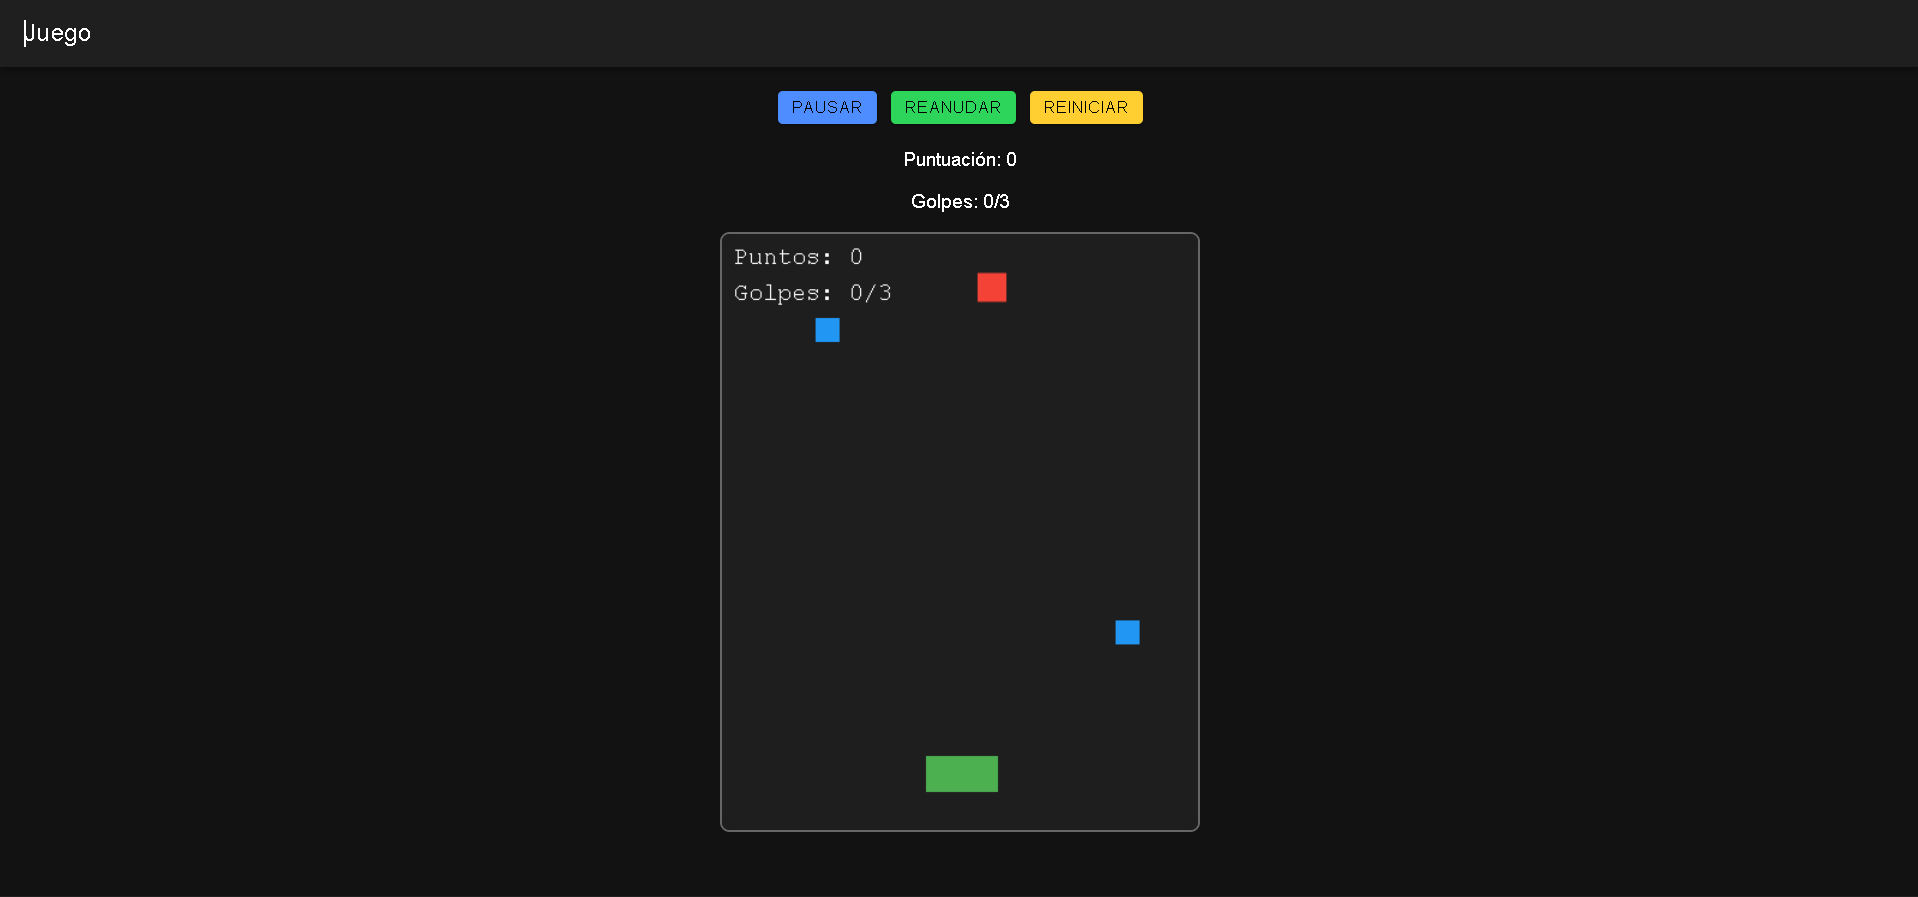 Juego
PAUSAR REANUDAR REINICIAR
Puntuación: 0
Golpes: 0/3
Puntos: 0
Golpes: 0/3